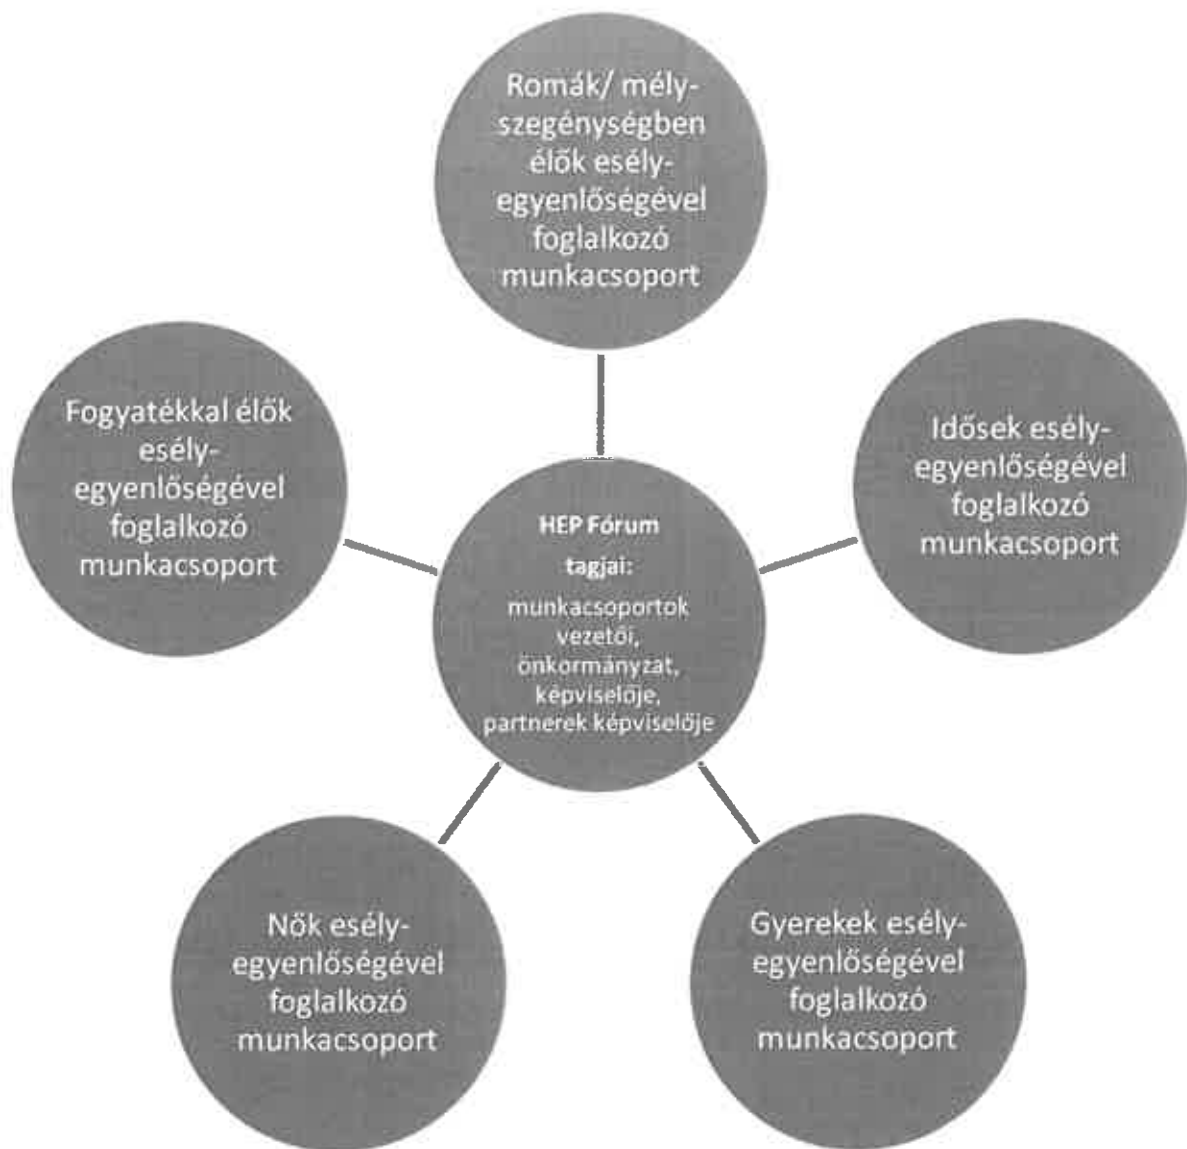 Romák/ mély-
szegénységben
élők esély-
egyenlőségével
foglalkozó
munkacsoport
Fogyatékkal élők
esély-
egyenlőségével
foglalkozó
munkacsoport
Idősek esély-
egyenlőségével
foglalkozó
munkacsoport
HEP Fórum
tagjai:
munkacsoportok
vezetői,
önkormányzat,
képviselője,
partnerek képviselője
Nők esély-
egyenlőségével
foglalkozó
munkacsoport
Gyerekek esély-
egyenlőségével
foglalkozó
munkacsoport